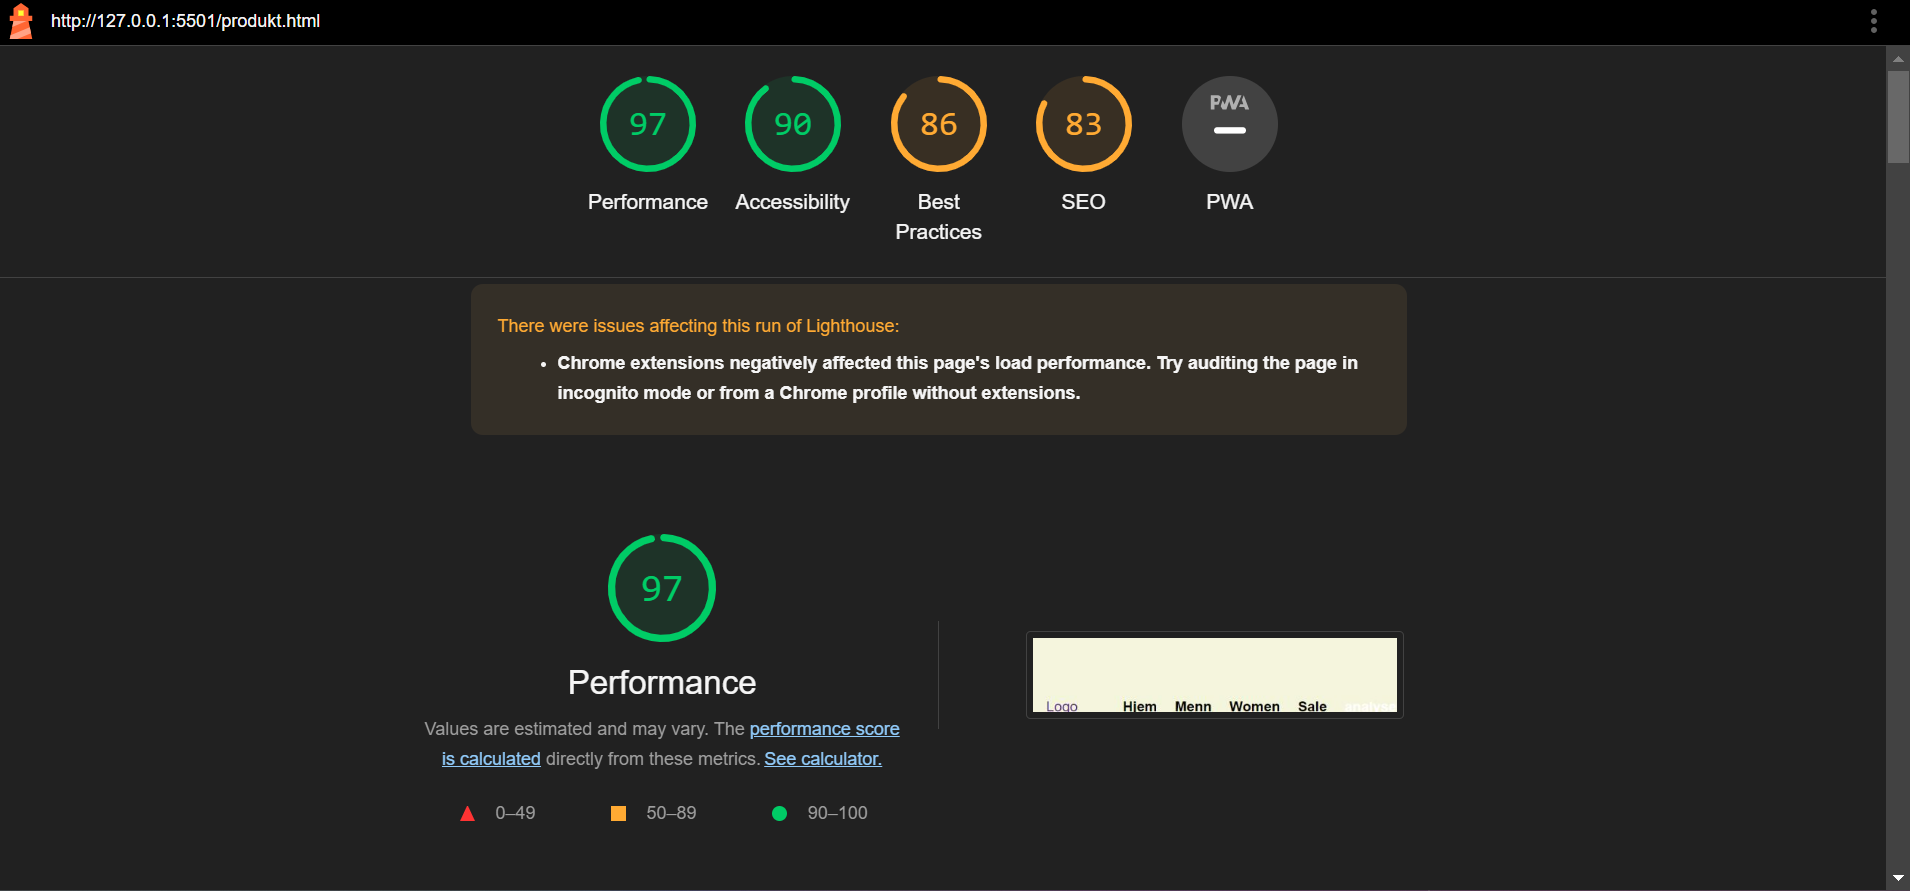 http://127.0.0.1:5501/produkt.html
97
90
86
83
PWA
Performance
Accessibility
Best
Practices
SEO
PWA
There were issues affecting this run of Lighthouse:
• Chrome extensions negatively affected this page's load performance. Try auditing the page in
incognito mode or from a Chrome profile without extensions.
97
Performance
Values are estimated and may vary. The performance score
is calculated directly from these metrics. See calculator.
0–49
50–89
90–100
Logo Hjem Menn Women Sale